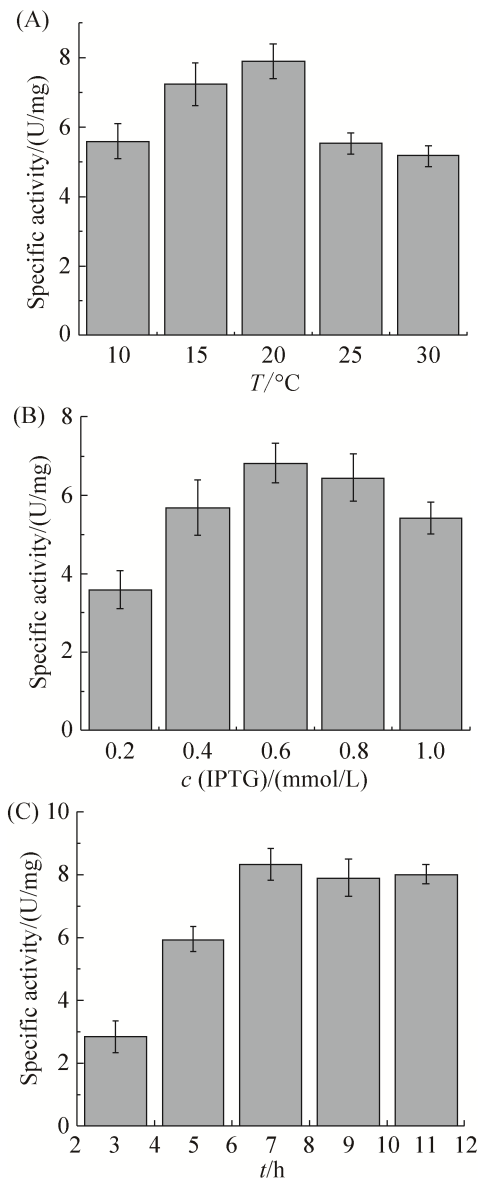 (A)
Specific activity/(U/mg)
8
6
4
2
0
10 15 20 25 30
T/°C
(B)
Specific activity/(U/mg)
8
6
4
2
0
0.2 0.4 0.6 0.8 1.0
c (IPTG)/(mmol/L)
(C)
Specific activity/(U/mg)
10
8
6
4
2
0
2 3 4 5 6 7 8 9 10 11 12
t/h